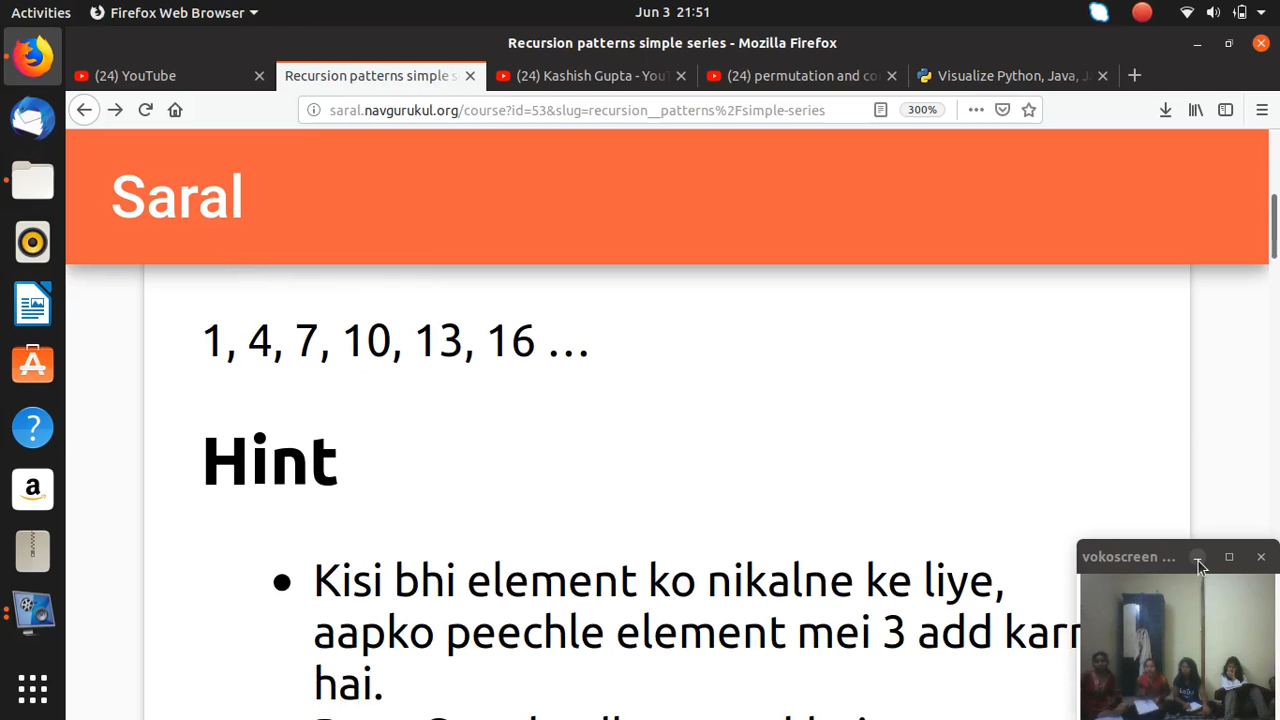 Activities
Firefox Web Browser
Jun 3 21:51
Recursion patterns simple series - Mozilla Firefox
(24) YouTube
Recursion patterns simple s
(24) Kashish Gupta - You
(24) permutation and co
Visualize Python, Java, J
saral.navgurukul.org/course?id=53&slug=recursion__patterns%2Fsimple-series
300%
Saral
1, 4, 7, 10, 13, 16 …
Hint
• Kisi bhi element ko nikalne ke liye,
aapko peechle element mei 3 add karn
hai.
vokoscreen ...